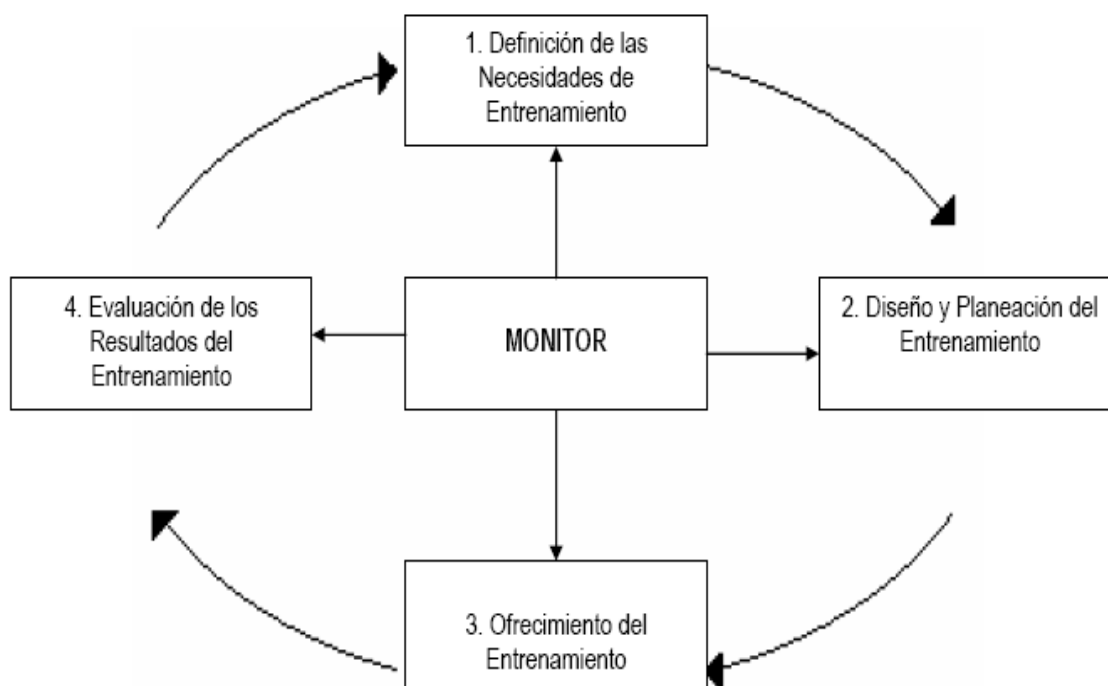 1. Definición de las
Necesidades de
Entrenamiento
4. Evaluación de los
Resultados del
Entrenamiento
MONITOR
2. Diseño y Planeación del
Entrenamiento
3. Ofrecimiento del
Entrenamiento